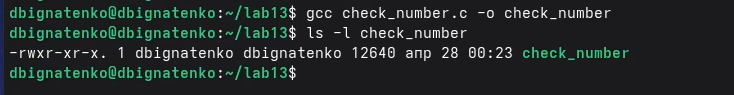 dbignatenko@dbignatenko:~/lab13$ gcc check_number.c -o check_number
dbignatenko@dbignatenko:~/lab13$ ls -l check_number
-rwxr-xr-x. 1 dbignatenko dbignatenko 12640 апр 28 00:23 check_number
dbignatenko@dbignatenko:~/lab13$